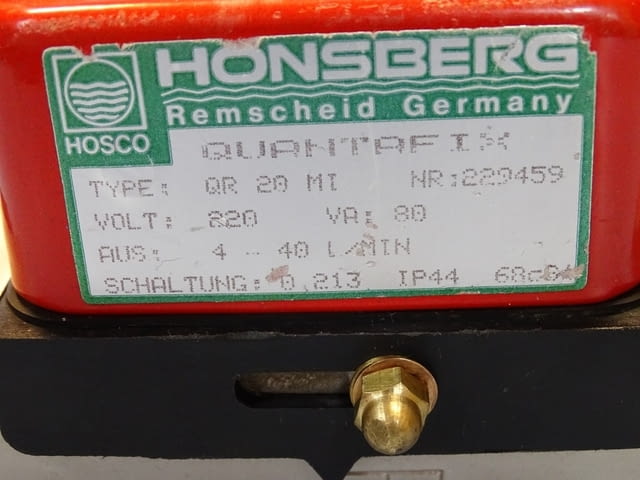 HONSBERG
Remscheid Germany
HOSCO
QUANTAFIX
TYPE: QR 20 MI NR:229459
VOLT: 220 VA: 80
AUS: 4 - 40 L/MIN
SCHALTUNG: 0.213 IP44